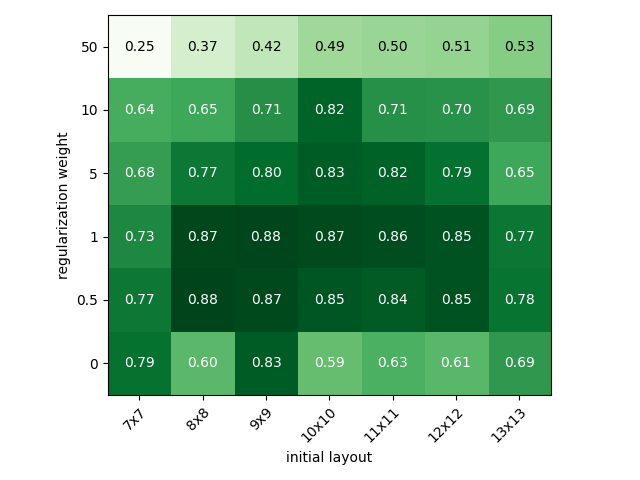 50 0.25 0.37 0.42 0.49 0.50 0.51 0.53
10 0.64 0.65 0.71 0.82 0.71 0.70 0.69
5 0.68 0.77 0.80 0.83 0.82 0.79 0.65
1 0.73 0.87 0.88 0.87 0.86 0.85 0.77
0.5 0.77 0.88 0.87 0.85 0.84 0.85 0.78
0 0.79 0.60 0.83 0.59 0.63 0.61 0.69
regularization weight
7x7 8x8 9x9 10x10 11x11 12x12 13x13
initial layout